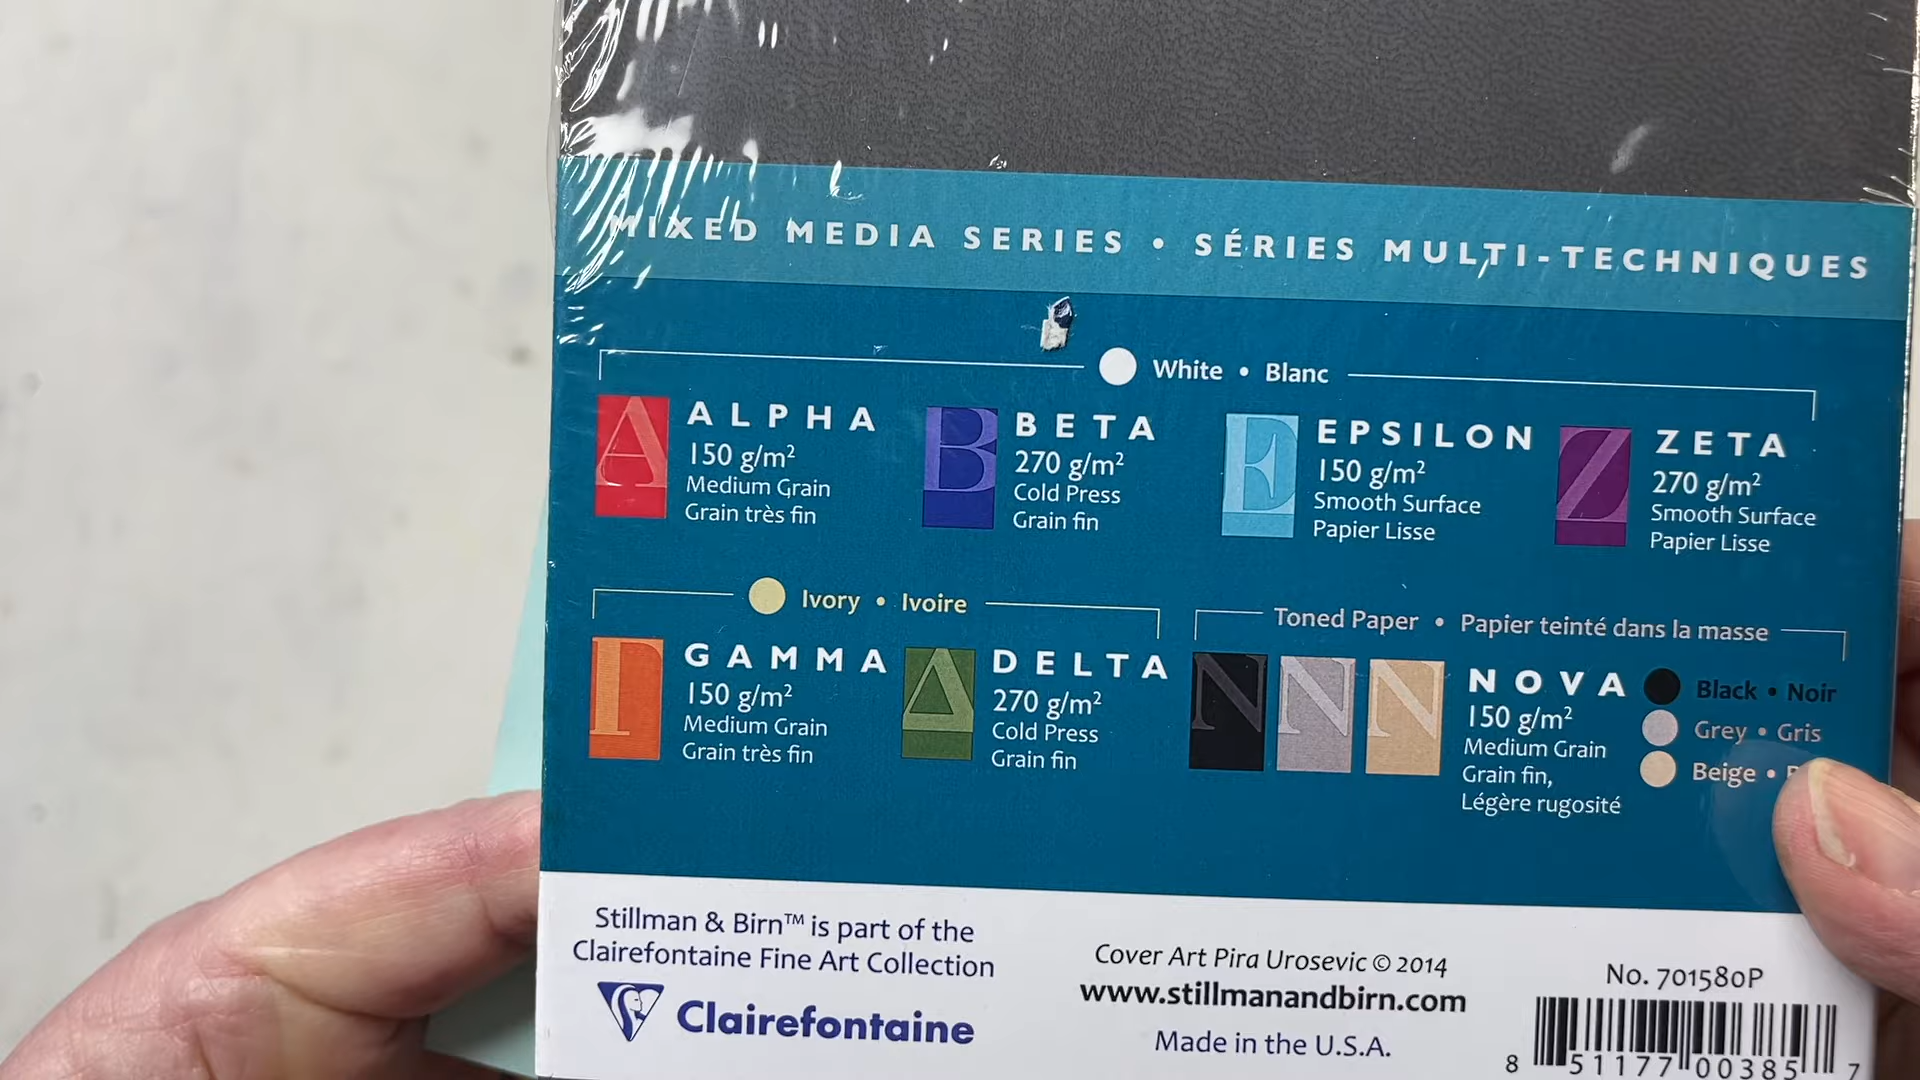 MIXED MEDIA SERIES • SÉRIES MULTI-TECHNIQUES
White • Blanc
A
ALPHA
150 g/m²
Medium Grain
Grain très fin
B
BETA
270 g/m²
Cold Press
Grain fin
E
EPSILON
150 g/m²
Smooth Surface
Papier Lisse
Z
ZETA
270 g/m²
Smooth Surface
Papier Lisse
Ivory • Ivoire
Γ
GAMMA
150 g/m²
Medium Grain
Grain très fin
Δ
DELTA
270 g/m²
Cold Press
Grain fin
Toned Paper • Papier teinté dans la masse
N N N
NOVA
150 g/m²
Medium Grain
Grain fin,
Légère rugosité
Black • Noir
Grey • Gris
Beige •
Stillman & Birn™ is part of the
Clairefontaine Fine Art Collection
Clairefontaine
Cover Art Pira Urosevic © 2014
www.stillmanandbirn.com
Made in the U.S.A.
No. 701580P
8 51177 00385 7